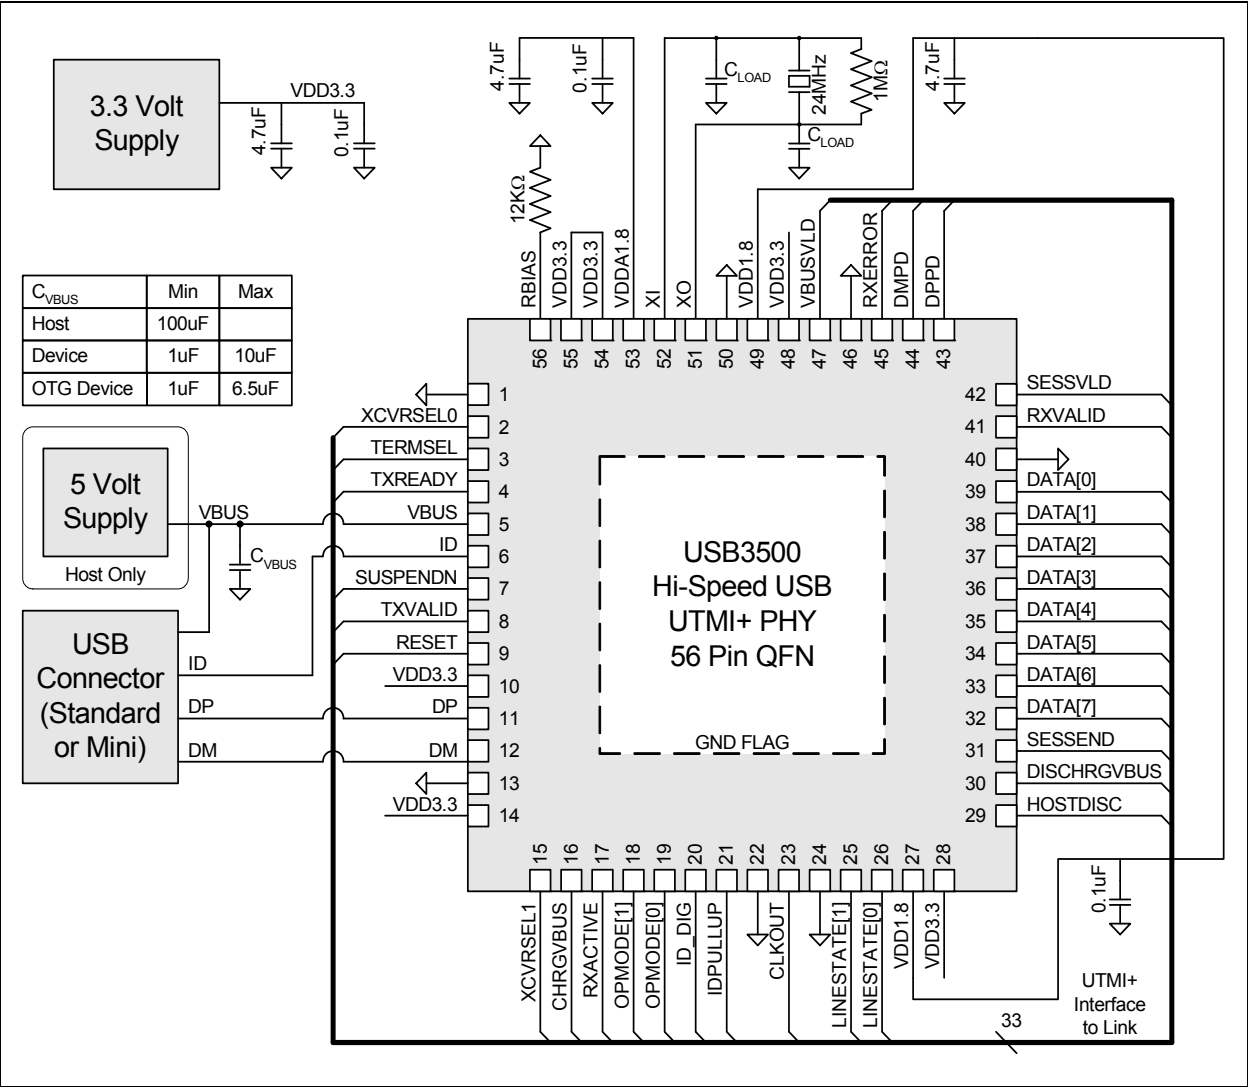 3.3 Volt
Supply
VDD3.3
4.7uF
0.1uF
4.7uF
0.1uF
C_LOAD
24MHz
1MΩ
C_LOAD
4.7uF
12KΩ
RBIAS
VDD3.3
VDD3.3
VDDA1.8
XI
XO
VDD1.8
VDD3.3
VBUSVLD
RXERROR
DMPD
DPPD
56
55
54
53
52
51
50
49
48
47
46
45
44
43
C_VBUS Min Max
Host 100uF
Device 1uF 10uF
OTG Device 1uF 6.5uF
5 Volt
Supply
Host Only
VBUS
C_VBUS
USB
Connector
(Standard
or Mini)
ID
DP
DM
1
XCVRSEL0 2
TERMSEL 3
TXREADY 4
VBUS 5
ID 6
SUSPENDN 7
TXVALID 8
RESET 9
VDD3.3 10
DP 11
DM 12
13
VDD3.3 14
USB3500
Hi-Speed USB
UTMI+ PHY
56 Pin QFN
GND FLAG
42 SESSVLD
41 RXVALID
40
39 DATA[0]
38 DATA[1]
37 DATA[2]
36 DATA[3]
35 DATA[4]
34 DATA[5]
33 DATA[6]
32 DATA[7]
31 SESSEND
30 DISCHRGVBUS
29 HOSTDISC
15
16
17
18
19
20
21
22
23
24
25
26
27
28
XCVRSEL1
CHRGVBUS
RXACTIVE
OPMODE[1]
OPMODE[0]
ID_DIG
IDPULLUP
CLKOUT
LINESTATE[1]
LINESTATE[0]
VDD1.8
VDD3.3
0.1uF
UTMI+
Interface
to Link
33